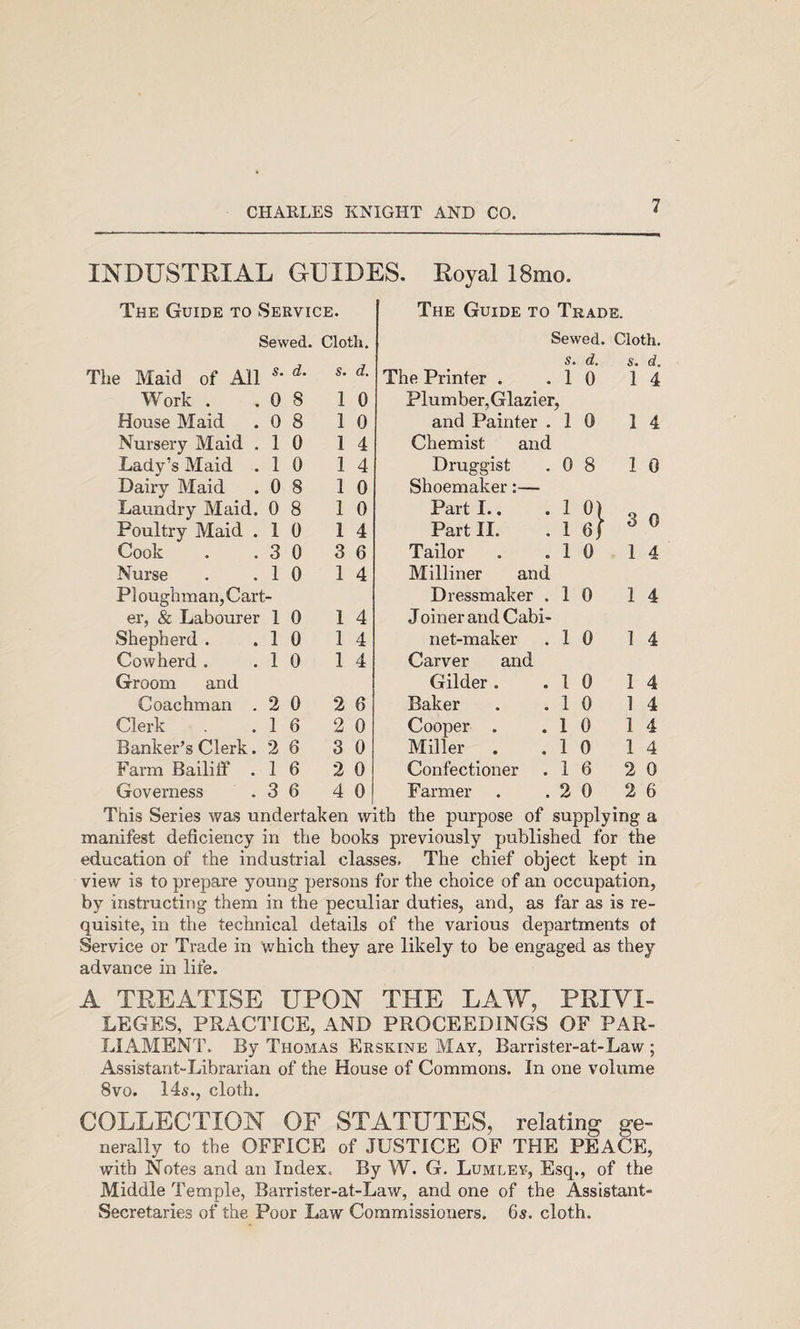 CHARLES KNIGHT AND CO. 7
INDUSTRIAL GUIDES. Royal 18mo.
THE GUIDE TO SERVICE.
Sewed. Cloth.
s. d. s. d.
The Maid of All
Work . . 0 8 1 0
House Maid . 0 8 1 0
Nursery Maid . 1 0 1 4
Lady's Maid . 1 0 1 4
Dairy Maid . 0 8 1 0
Laundry Maid. 0 8 1 0
Poultry Maid . 1 0 1 4
Cook . . 3 0 3 6
Nurse . . 1 0 1 4
Ploughman, Cart-
er, & Labourer 1 0 1 4
Shepherd . . 1 0 1 4
Cowherd . . 1 0 1 4
Groom and
Coachman . 2 0 2 6
Clerk . . 1 6 2 0
Banker's Clerk. 2 6 3 0
Farm Bailiff . 1 6 2 0
Governess . 3 6 4 0
THE GUIDE TO TRADE.
Sewed. Cloth.
s. d. s. d.
The Printer . . 1 0 1 4
Plumber, Glazier,
and Painter . 1 0 1 4
Chemist and
Druggist . 0 8 1 0
Shoemaker :—
Part I.. . 1 0}
Part II. . 1 6} 3 0
Tailor . . 1 0 1 4
Milliner and
Dressmaker . 1 0 1 4
Joiner and Cabi-
net-maker . 1 0 1 4
Carver and
Gilder . . 1 0 1 4
Baker . . 1 0 1 4
Cooper . . 1 0 1 4
Miller . . 1 0 1 4
Confectioner . 1 6 2 0
Farmer . . 2 0 2 6
This Series was undertaken with the purpose of supplying a
manifest deficiency in the books previously published for the
education of the industrial classes. The chief object kept in
view is to prepare young persons for the choice of an occupation,
by instructing them in the peculiar duties, and, as far as is re-
quisite, in the technical details of the various departments of
Service or Trade in which they are likely to be engaged as they
advance in life.
A TREATISE UPON THE LAW, PRIVI-
LEGES, PRACTICE, AND PROCEEDINGS OF PAR-
LIAMENT. By THOMAS ERSKINE MAY, Barrister-at-Law ;
Assistant-Librarian of the House of Commons. In one volume
8vo. 14s., cloth.
COLLECTION OF STATUTES, relating ge-
nerally to the OFFICE of JUSTICE OF THE PEACE,
with Notes and an Index. By W. G. LUMLEY, Esq., of the
Middle Temple, Barrister-at-Law, and one of the Assistant-
Secretaries of the Poor Law Commissioners. 6s. cloth.